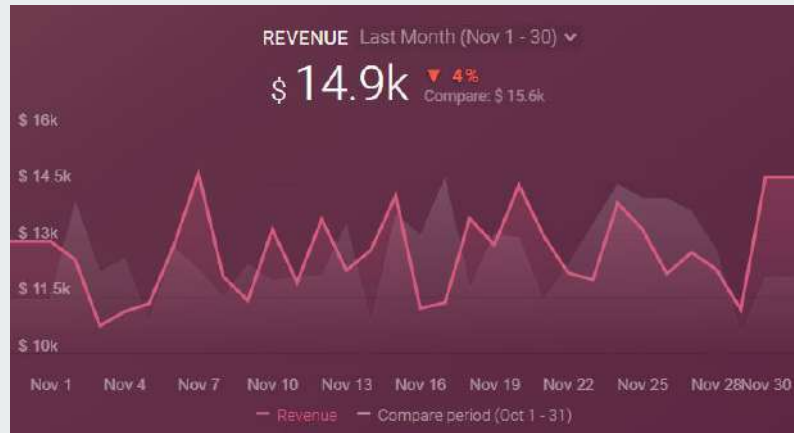 REVENUE Last Month (Nov 1 - 30)
$ 14.9k ▼ 4%
Compare: $ 15.6k
$ 16k
$ 14.5k
$ 13k
$ 11.5k
$ 10k
Nov 1 Nov 4 Nov 7 Nov 10 Nov 13 Nov 16 Nov 19 Nov 22 Nov 25 Nov 28 Nov 30
Revenue Compare period (Oct 1 - 31)